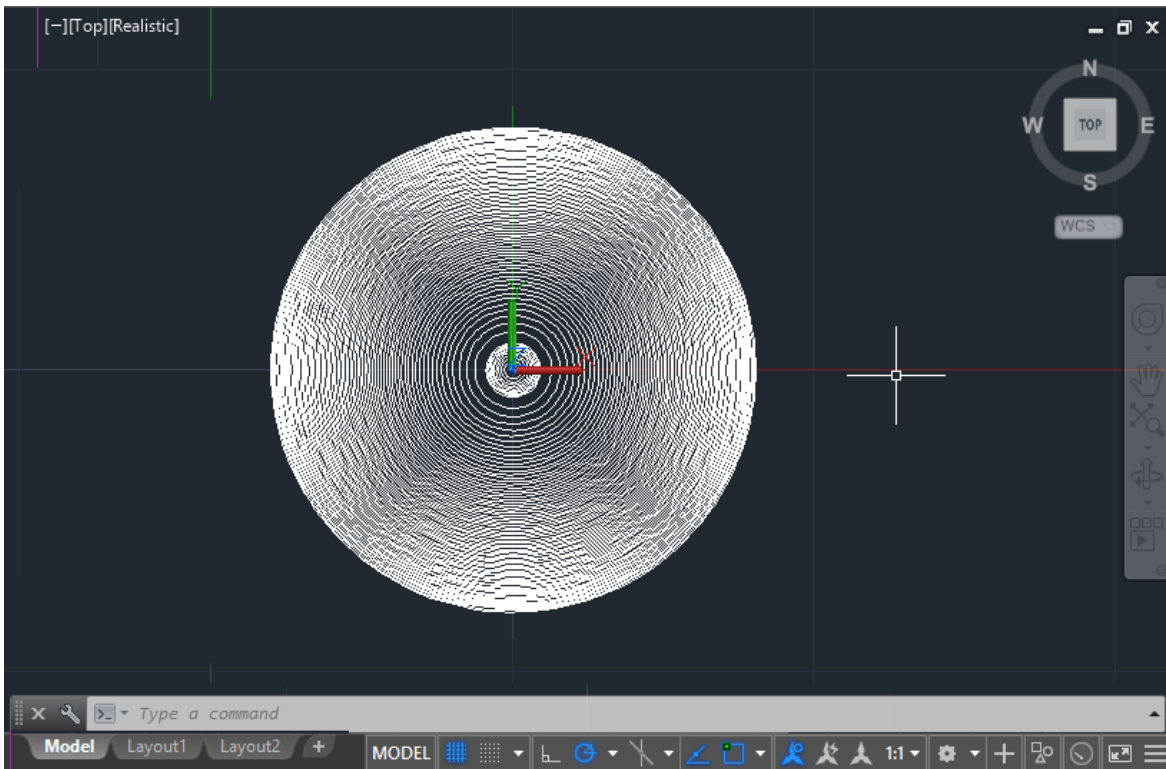 [−][Top][Realistic]
N
W TOP E
S
WCS
Y
Z
X
Type a command
Model Layout1 Layout2 +
MODEL 1:1